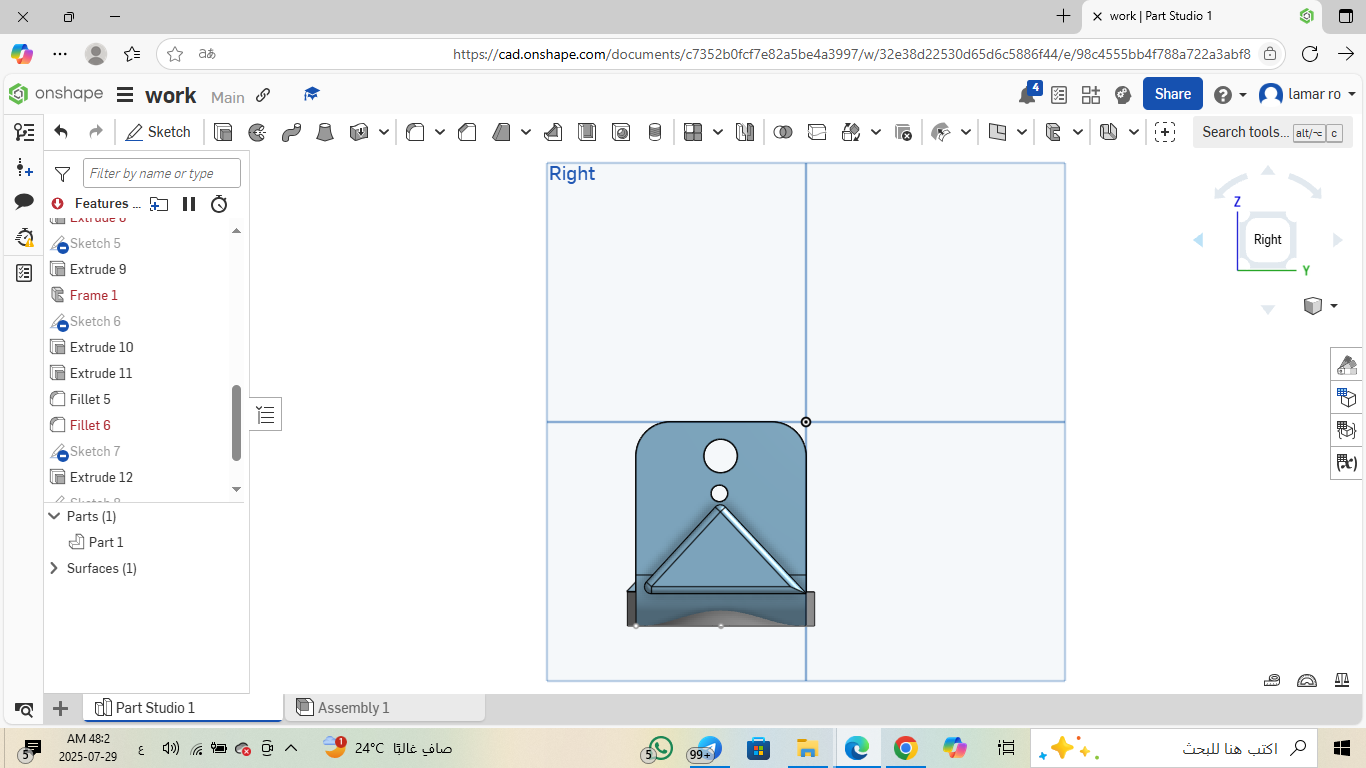 work | Part Studio 1
https://cad.onshape.com/documents/c7352b0fcf7e82a5be4a3997/w/32e38d22530d65d6c5886f44/e/98c4555bb4f788a722a3abf8
aあ
onshape
work
Main
4
Share
lamar ro
Sketch
Search tools...
alt/⌥
c
Filter by name or type
Features ...
Extrude 8
Sketch 5
Extrude 9
Frame 1
Sketch 6
Extrude 10
Extrude 11
Fillet 5
Fillet 6
Sketch 7
Extrude 12
Sketch 8
Parts (1)
Part 1
Surfaces (1)
Right
Z
Right
Y
(x)
Part Studio 1
Assembly 1
5
AM 48:2
2025-07-29
ع
1
24°C
صافٍ غالبًا
5
99+
اكتب هنا للبحث